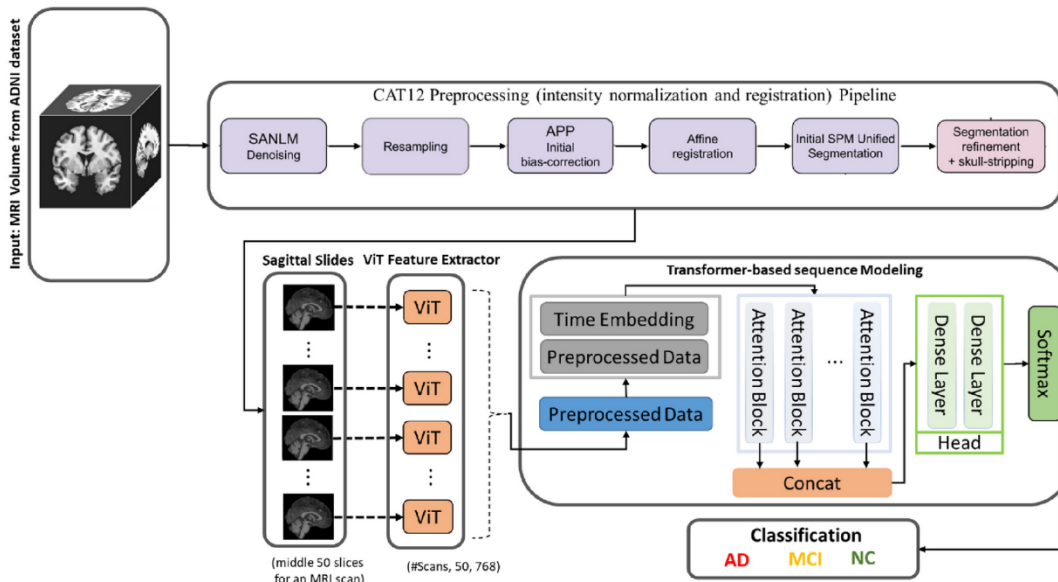 Input: MRI Volume from ADNI dataset
CAT12 Preprocessing (intensity normalization and registration) Pipeline
SANLM
Denoising
Resampling
APP
Initial
bias-correction
Affine
registration
Initial SPM Unified
Segmentation
Segmentation
refinement
+ skull-stripping
Sagittal Slides
ViT Feature Extractor
ViT
⋮
ViT
ViT
⋮
ViT
(middle 50 slices
for an MRI scan)
(#Scans, 50, 768)
Transformer-based sequence Modeling
Time Embedding
Preprocessed Data
Preprocessed Data
Attention Block
Attention Block
...
Attention Block
Concat
Dense Layer
Dense Layer
Head
Softmax
Classification
AD MCI NC